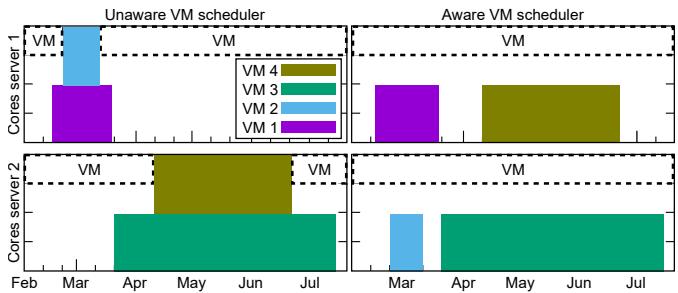 Unaware VM scheduler
Aware VM scheduler
Cores server 1
VM
VM
VM
VM 4
VM 3
VM 2
VM 1
Cores server 2
VM
VM
VM
Feb Mar Apr May Jun Jul
Mar Apr May Jun Jul